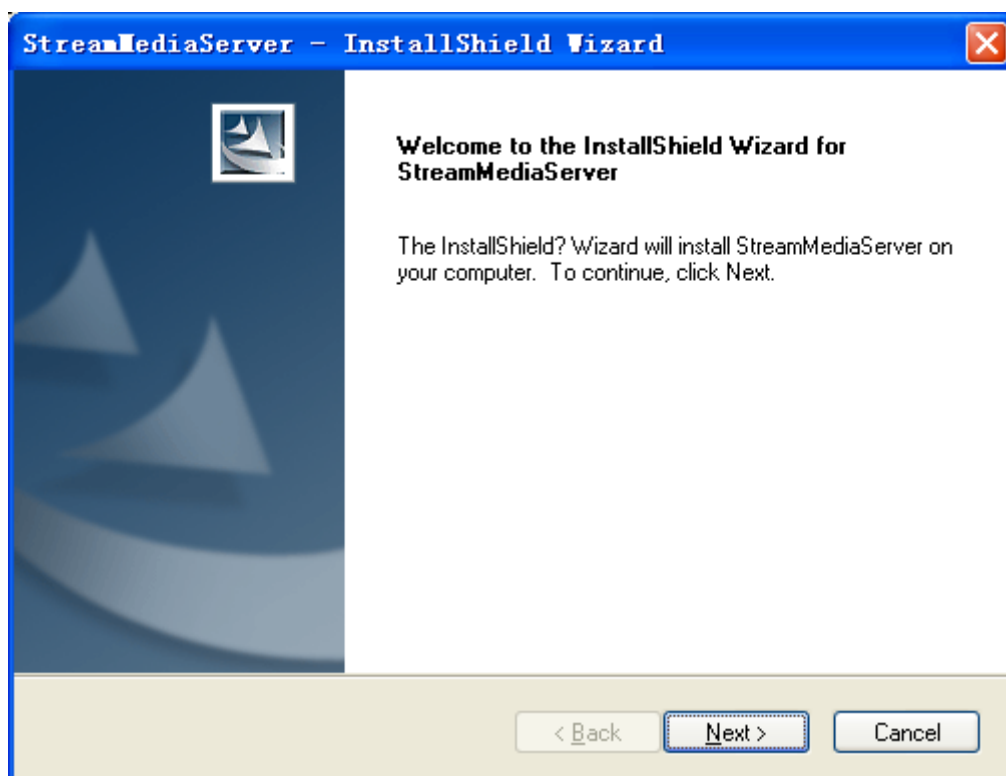 StreamMediaServer - InstallShield Wizard
Welcome to the InstallShield Wizard for
StreamMediaServer
The InstallShield? Wizard will install StreamMediaServer on
your computer. To continue, click Next.
< Back
Next >
Cancel